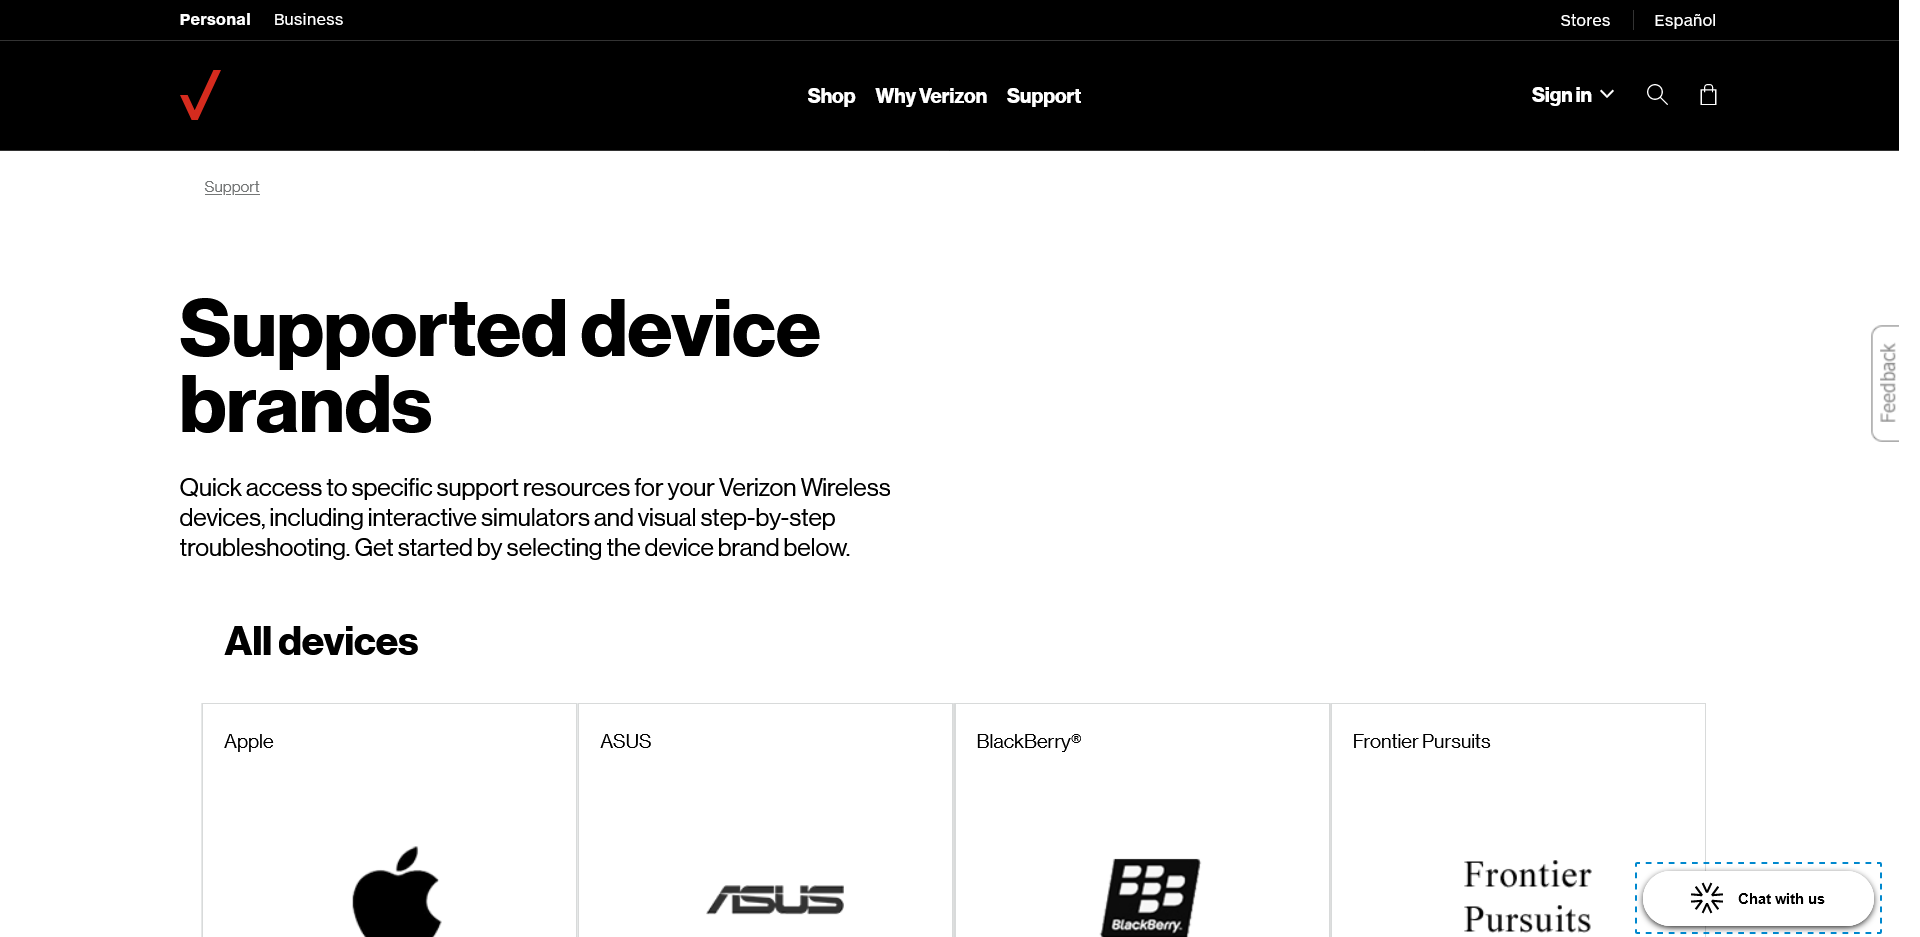 Personal Business
Stores Español
Shop Why Verizon Support
Sign in
Support
Supported device
brands
Feedback
Quick access to specific support resources for your Verizon Wireless
devices, including interactive simulators and visual step-by-step
troubleshooting. Get started by selecting the device brand below.
All devices
Apple
ASUS
BlackBerry®
Frontier Pursuits
ASUS
BlackBerry.
Frontier
Pursuits
Chat with us